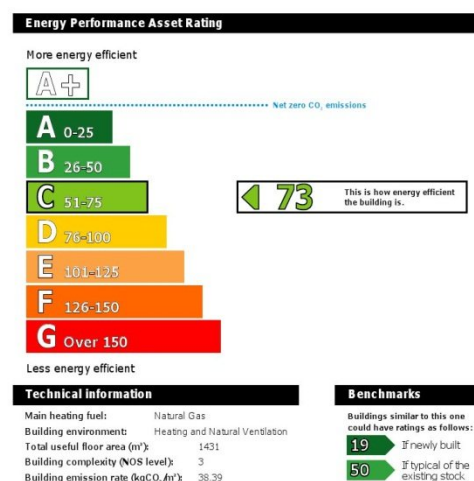 Energy Performance Asset Rating
More energy efficient
A+
Net zero CO₂ emissions
A 0-25
B 26-50
C 51-75
73
This is how energy efficient
the building is.
D 76-100
E 101-125
F 126-150
G Over 150
Less energy efficient
Technical information
Main heating fuel: Natural Gas
Building environment: Heating and Natural Ventilation
Total useful floor area (m²): 1431
Building complexity (NOS level): 3
Building emission rate (kgCO₂/m²): 38.39
Benchmarks
Buildings similar to this one
could have ratings as follows:
19 If newly built
50 If typical of the
existing stock